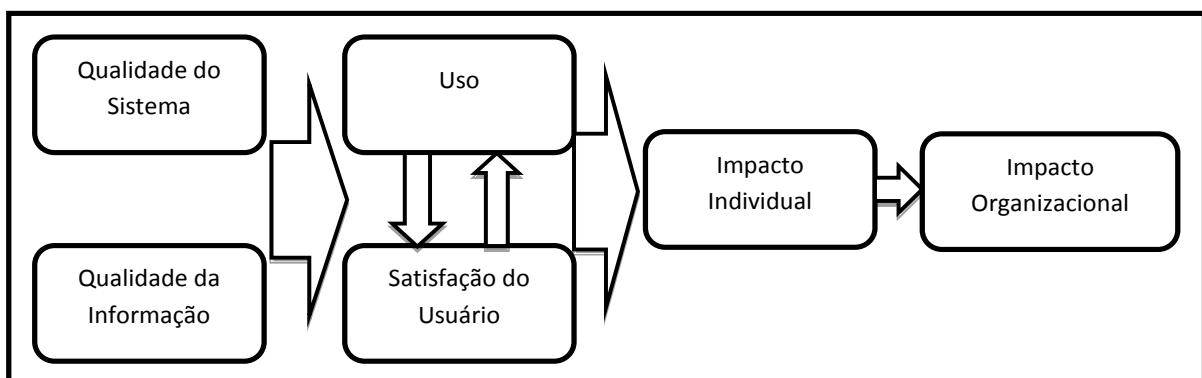 Qualidade do
Sistema
Uso
Qualidade da
Informação
Satisfação do
Usuário
Impacto
Individual
Impacto
Organizacional